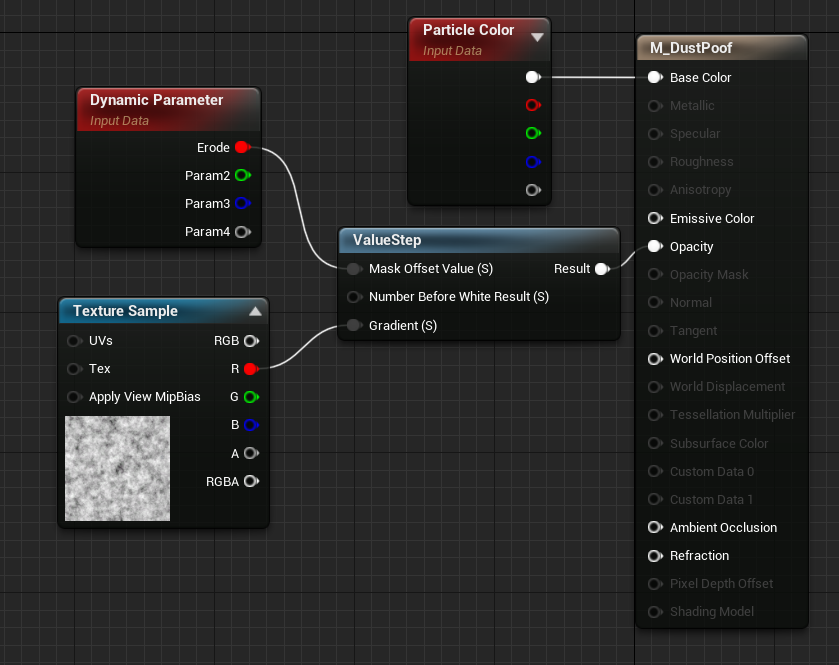 Particle Color
Input Data
M_DustPoof
Base Color
Metallic
Specular
Roughness
Anisotropy
Emissive Color
Opacity
Opacity Mask
Normal
Tangent
World Position Offset
World Displacement
Tessellation Multiplier
Subsurface Color
Custom Data 0
Custom Data 1
Ambient Occlusion
Refraction
Pixel Depth Offset
Shading Model
Dynamic Parameter
Input Data
Erode
Param2
Param3
Param4
ValueStep
Mask Offset Value (S) Result
Number Before White Result (S)
Gradient (S)
Texture Sample
UVs RGB
Tex R
Apply View MipBias G
B
A
RGBA